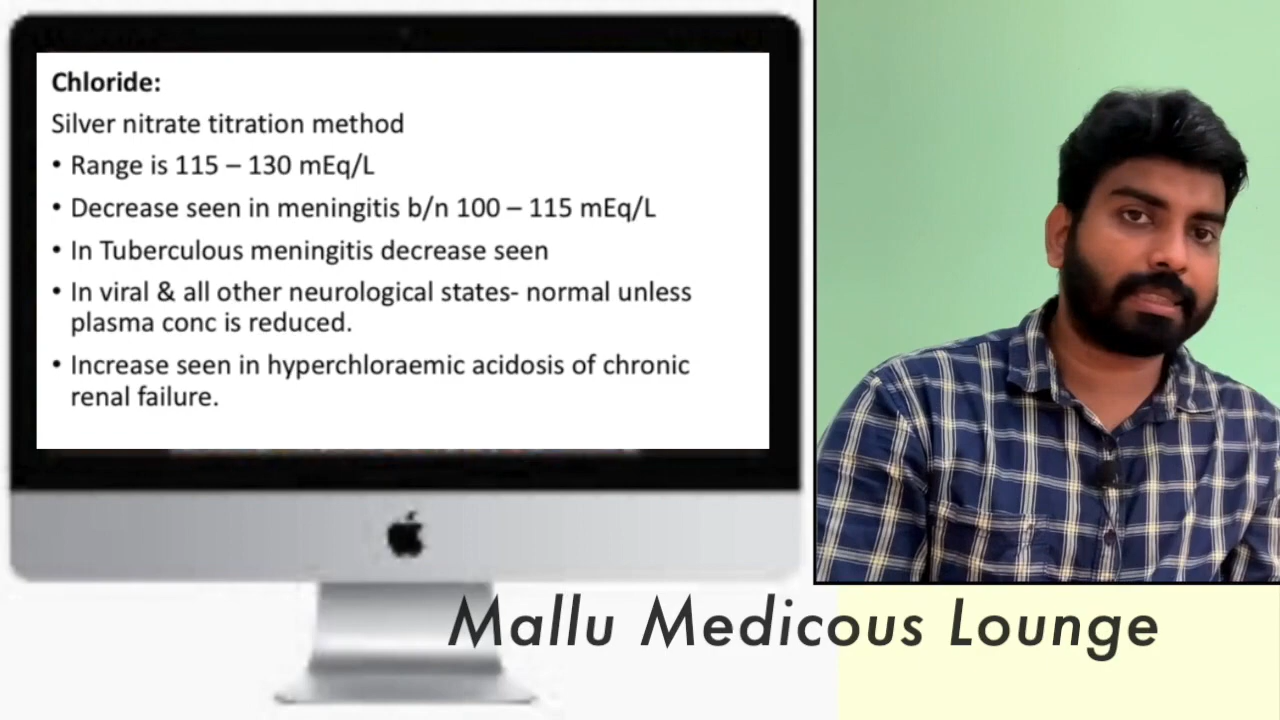 Chloride:
Silver nitrate titration method
• Range is 115 – 130 mEq/L
• Decrease seen in meningitis b/n 100 – 115 mEq/L
• In Tuberculous meningitis decrease seen
• In viral & all other neurological states- normal unless
plasma conc is reduced.
• Increase seen in hyperchloraemic acidosis of chronic
renal failure.
Mallu Medicous Lounge